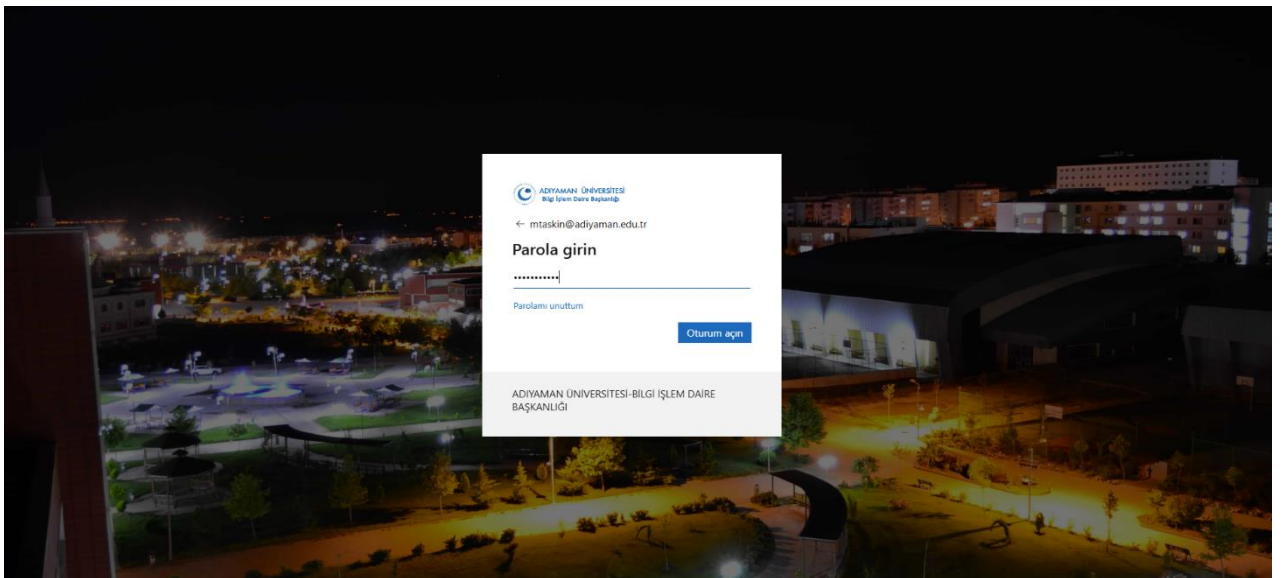 ADIYAMAN ÜNİVERSİTESİ
Bilgi İşlem Daire Başkanlığı
← mtaskin@adiyaman.edu.tr
Parola girin
•••••••••••
Parolamı unuttum
Oturum açın
ADIYAMAN ÜNİVERSİTESİ-BİLGİ İŞLEM DAİRE
BAŞKANLIĞI